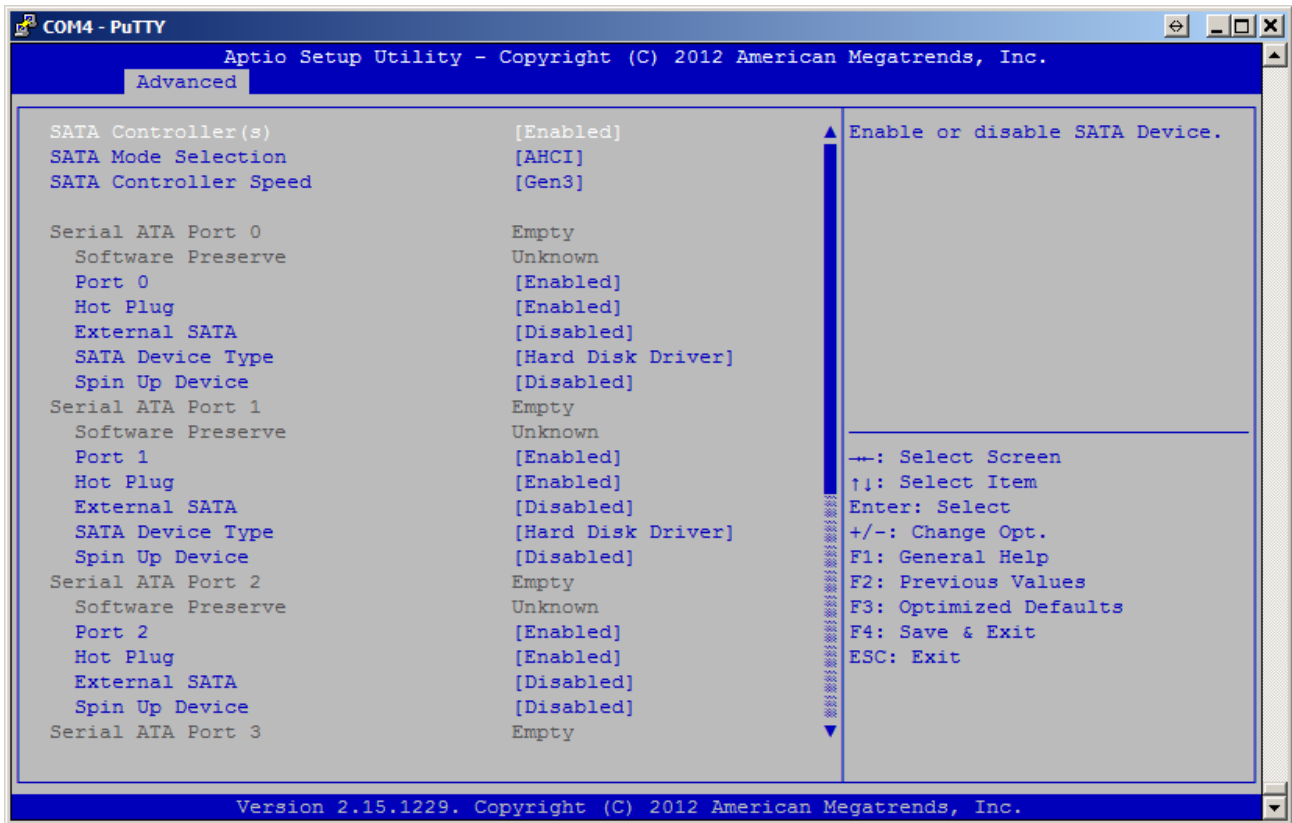 COM4 - PuTTY
Aptio Setup Utility - Copyright (C) 2012 American Megatrends, Inc.
Advanced
SATA Controller(s) [Enabled]
SATA Mode Selection [AHCI]
SATA Controller Speed [Gen3]
Serial ATA Port 0 Empty
Software Preserve Unknown
Port 0 [Enabled]
Hot Plug [Enabled]
External SATA [Disabled]
SATA Device Type [Hard Disk Driver]
Spin Up Device [Disabled]
Serial ATA Port 1 Empty
Software Preserve Unknown
Port 1 [Enabled]
Hot Plug [Enabled]
External SATA [Disabled]
SATA Device Type [Hard Disk Driver]
Spin Up Device [Disabled]
Serial ATA Port 2 Empty
Software Preserve Unknown
Port 2 [Enabled]
Hot Plug [Enabled]
External SATA [Disabled]
Spin Up Device [Disabled]
Serial ATA Port 3 Empty
Enable or disable SATA Device.
→←: Select Screen
↑↓: Select Item
Enter: Select
+/-: Change Opt.
F1: General Help
F2: Previous Values
F3: Optimized Defaults
F4: Save & Exit
ESC: Exit
Version 2.15.1229. Copyright (C) 2012 American Megatrends, Inc.